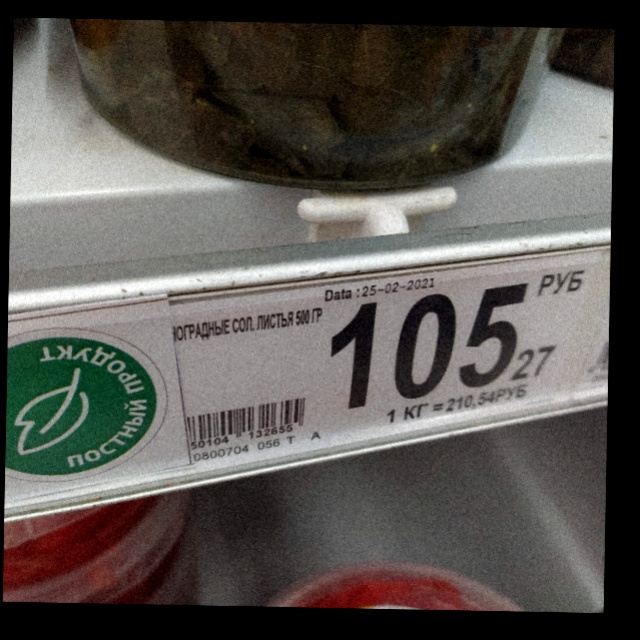 Data :25-02-2021
ОГРАДНЫЕ СОЛ. ЛИСТЬЯ 500 ГР
105 27 РУБ
1 КГ = 210.54РУБ
50104 132655
0800704 056 Т А
ПОСТНЫЙ ПРОДУКТ
ПРОДУКТ